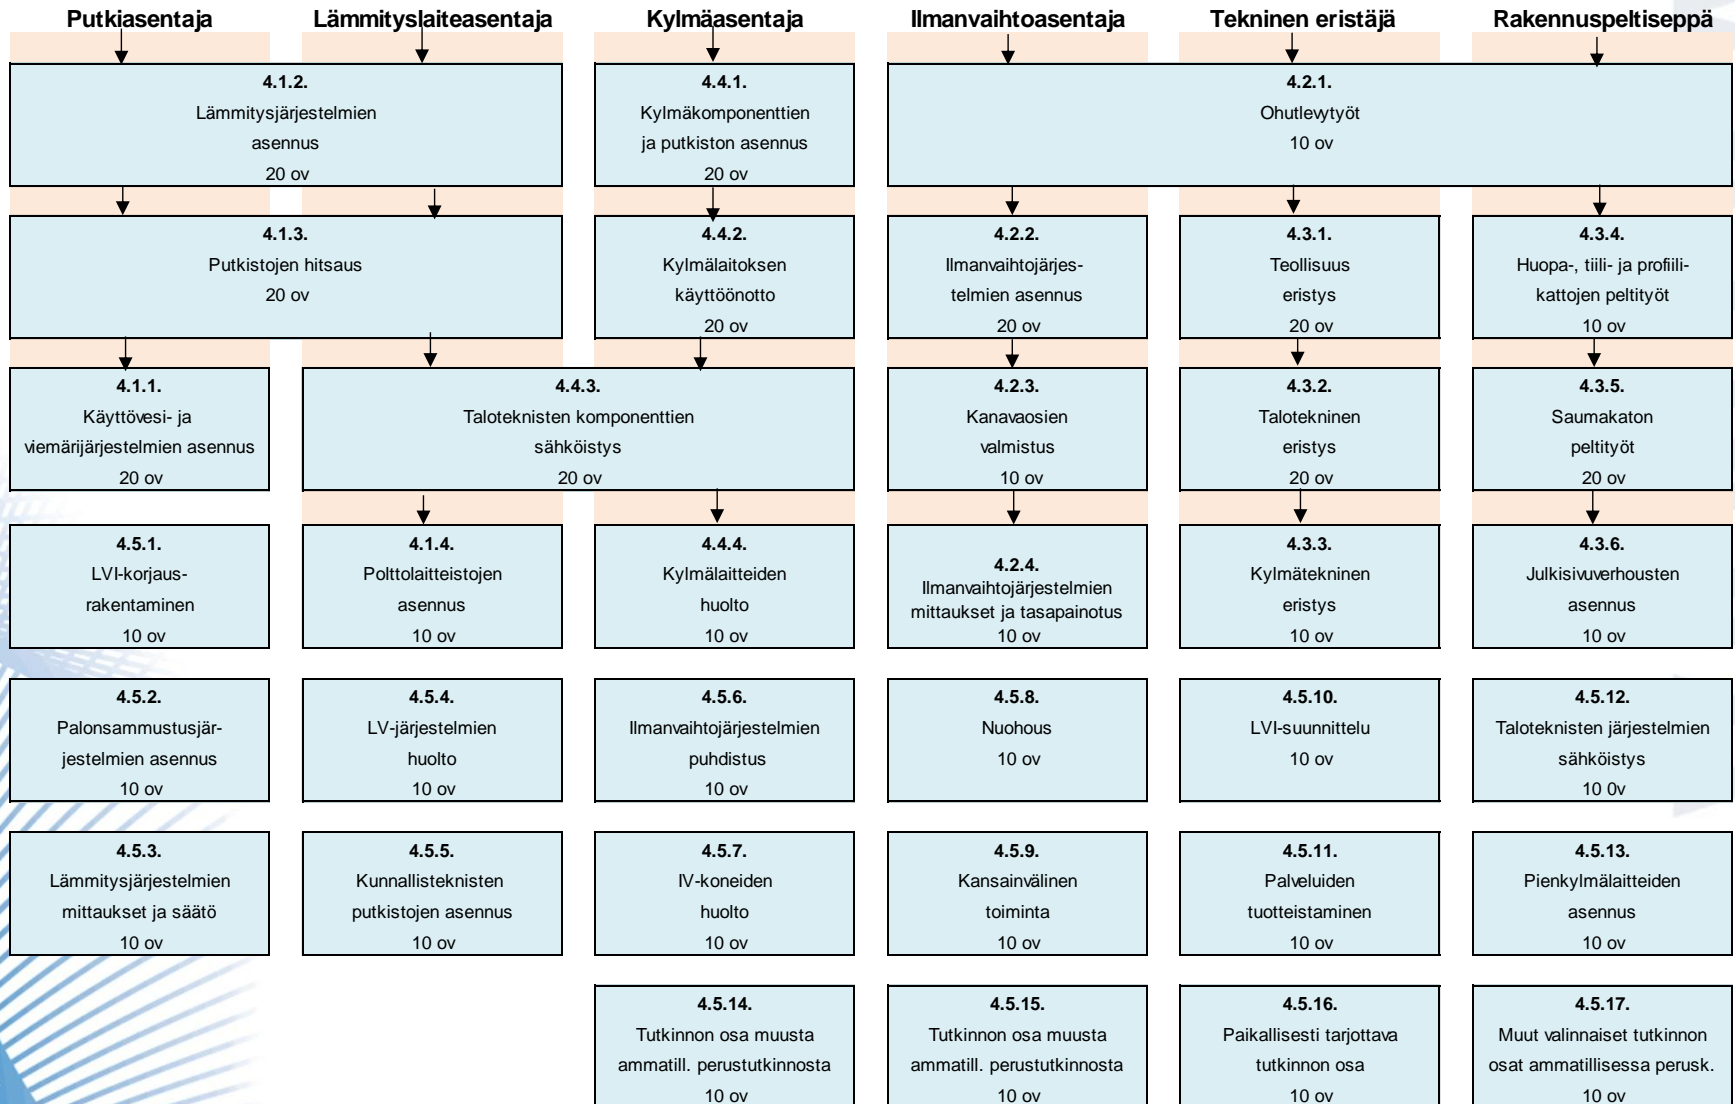 Putkiasentaja
Lämmityslaiteasentaja
Kylmäasentaja
Ilmanvaihtoasentaja
Tekninen eristäjä
Rakennuspeltiseppä
4.1.2.
Lämmitysjärjestelmien
asennus
20 ov
4.4.1.
Kylmäkomponenttien
ja putkiston asennus
20 ov
4.2.1.
Ohutlevytyöt
10 ov
4.1.3.
Putkistojen hitsaus
20 ov
4.4.2.
Kylmälaitoksen
käyttöönotto
20 ov
4.2.2.
Ilmanvaihtojärjes-
telmien asennus
20 ov
4.3.1.
Teollisuus
eristys
20 ov
4.3.4.
Huopa-, tiili- ja profiili-
kattojen peltityöt
10 ov
4.1.1.
Käyttövesi- ja
viemärijärjestelmien asennus
20 ov
4.4.3.
Taloteknisten komponenttien
sähköistys
20 ov
4.2.3.
Kanavaosien
valmistus
10 ov
4.3.2.
Talotekninen
eristys
20 ov
4.3.5.
Saumakaton
peltityöt
20 ov
4.5.1.
LVI-korjaus-
rakentaminen
10 ov
4.1.4.
Polttolaitteistojen
asennus
10 ov
4.4.4.
Kylmälaitteiden
huolto
10 ov
4.2.4.
Ilmanvaihtojärjestelmien
mittaukset ja tasapainotus
10 ov
4.3.3.
Kylmätekninen
eristys
10 ov
4.3.6.
Julkisivuverhousten
asennus
10 ov
4.5.2.
Palonsammustusjär-
jestelmien asennus
10 ov
4.5.4.
LV-järjestelmien
huolto
10 ov
4.5.6.
Ilmanvaihtojärjestelmien
puhdistus
10 ov
4.5.8.
Nuohous
10 ov
4.5.10.
LVI-suunnittelu
10 ov
4.5.12.
Taloteknisten järjestelmien
sähköistys
10 0v
4.5.3.
Lämmitysjärjestelmien
mittaukset ja säätö
10 ov
4.5.5.
Kunnallisteknisten
putkistojen asennus
10 ov
4.5.7.
IV-koneiden
huolto
10 ov
4.5.9.
Kansainvälinen
toiminta
10 ov
4.5.11.
Palveluiden
tuotteistaminen
10 ov
4.5.13.
Pienkylmälaitteiden
asennus
10 ov
4.5.14.
Tutkinnon osa muusta
ammatill. perustutkinnosta
10 ov
4.5.15.
Tutkinnon osa muusta
ammatill. perustutkinnosta
10 ov
4.5.16.
Paikallisesti tarjottava
tutkinnon osa
10 ov
4.5.17.
Muut valinnaiset tutkinnon
osat ammatillisessa perusk.
10 ov